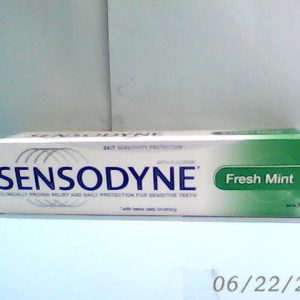 24/7 SENSITIVITY PROTECTION*
WITH FLUORIDE
SENSODYNE®
Fresh Mint
CLINICALLY PROVEN RELIEF AND DAILY PROTECTION FOR SENSITIVE TEETH
*with twice daily brushing
06/22/2